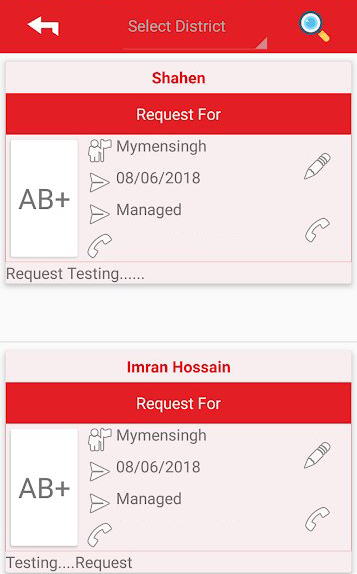 Select District
Shahen
Request For
AB+
Mymensingh
08/06/2018
Managed
Request Testing......
Imran Hossain
Request For
AB+
Mymensingh
08/06/2018
Managed
Testing....Request